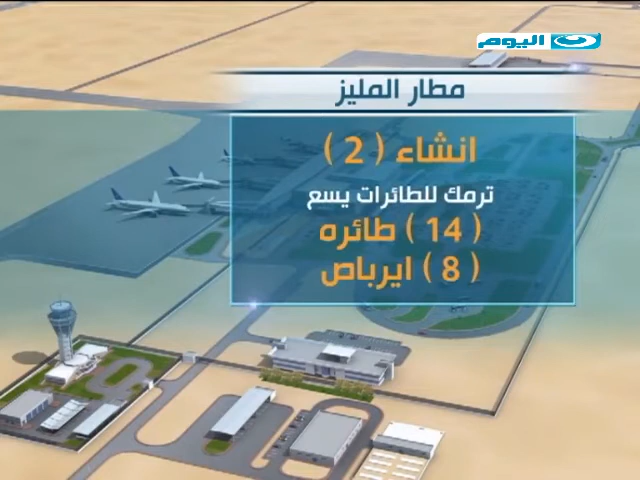 اليوم
مطار المليز
انشاء ( 2 )
ترمك للطائرات يسع
( 14 ) طائره
( 8 ) ايرباص